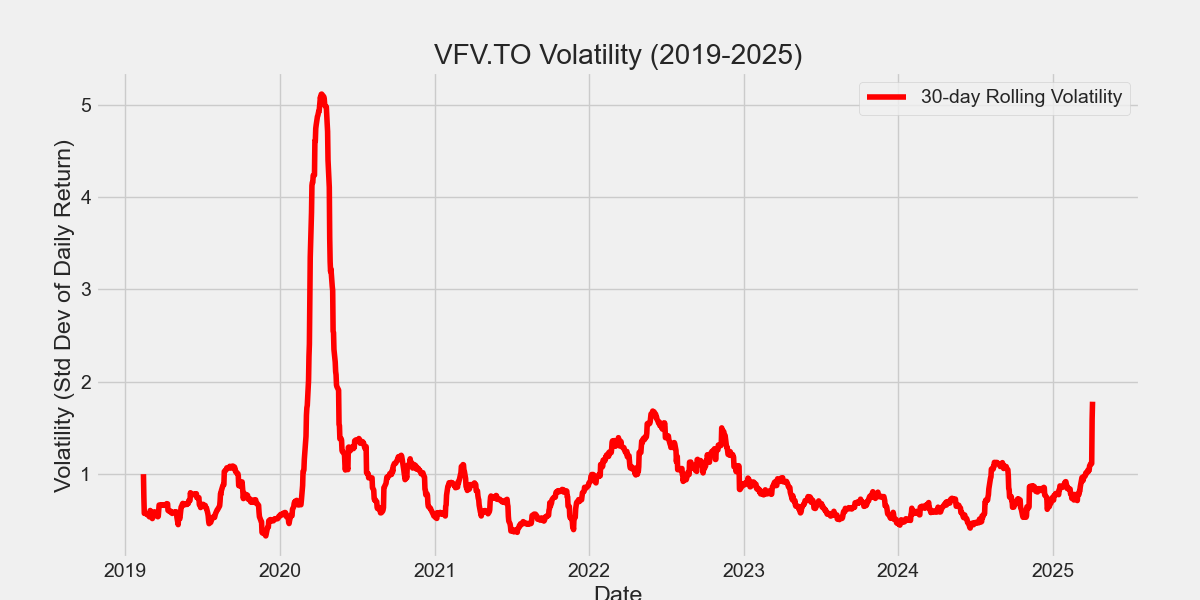 VFV.TO Volatility (2019-2025)
30-day Rolling Volatility
Volatility (Std Dev of Daily Return)
5
4
3
2
1
2019 2020 2021 2022 2023 2024 2025
Date